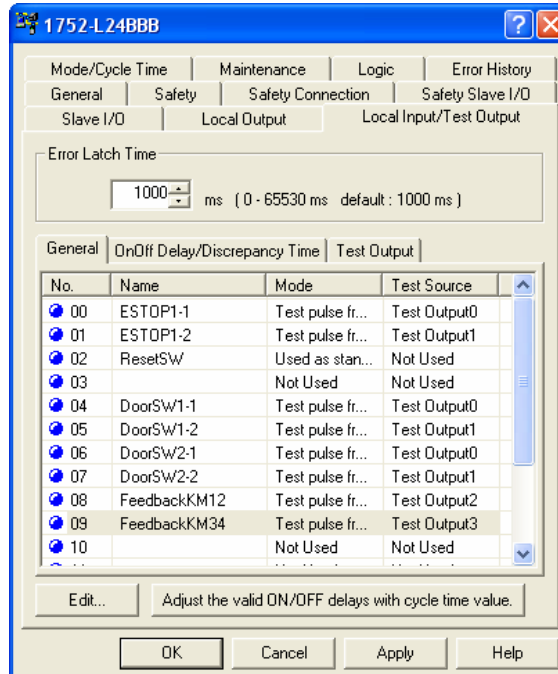 1752-L24BBB
Mode/Cycle Time Maintenance Logic Error History
General Safety Safety Connection Safety Slave I/O
Slave I/O Local Output Local Input/Test Output
Error Latch Time
1000 ms ( 0 - 65530 ms default : 1000 ms )
General OnOff Delay/Discrepancy Time Test Output
No. Name Mode Test Source
00 ESTOP1-1 Test pulse fr... Test Output0
01 ESTOP1-2 Test pulse fr... Test Output1
02 ResetSW Used as stan... Not Used
03 Not Used Not Used
04 DoorSW1-1 Test pulse fr... Test Output0
05 DoorSW1-2 Test pulse fr... Test Output1
06 DoorSW2-1 Test pulse fr... Test Output0
07 DoorSW2-2 Test pulse fr... Test Output1
08 FeedbackKM12 Test pulse fr... Test Output2
09 FeedbackKM34 Test pulse fr... Test Output3
10 Not Used Not Used
Edit... Adjust the valid ON/OFF delays with cycle time value.
OK Cancel Apply Help